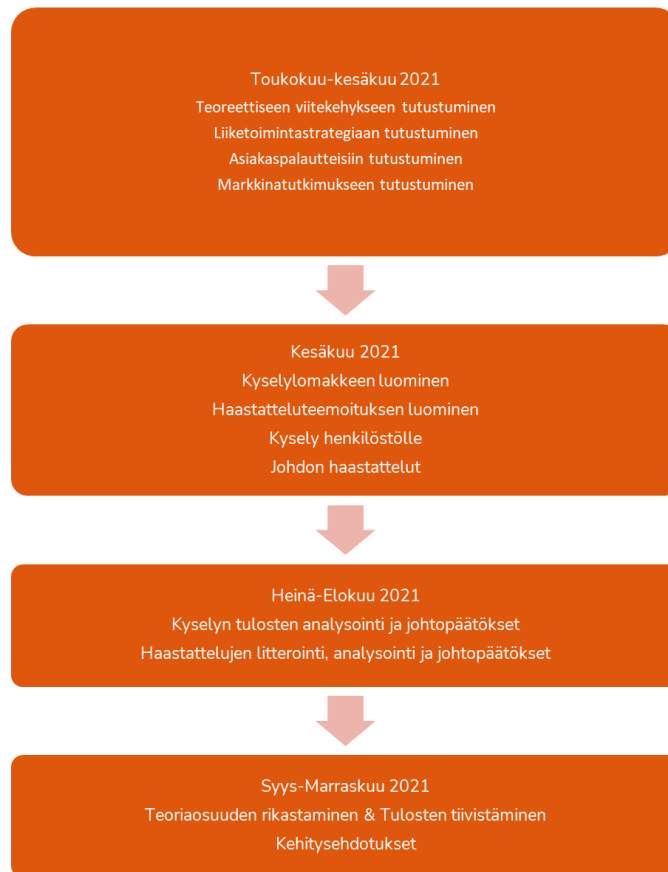 Toukokuu-kesäkuu 2021
Teoreettiseen viitekehykseen tutustuminen
Liiketoimintastrategiaan tutustuminen
Asiakaspalautteisiin tutustuminen
Markkinatutkimukseen tutustuminen
Kesäkuu 2021
Kyselylomakkeen luominen
Haastatteluteemoituksen luominen
Kysely henkilöstölle
Johdon haastattelut
Heinä-Elokuu 2021
Kyselyn tulosten analysointi ja johtopäätökset
Haastattelujen litterointi, analysointi ja johtopäätökset
Syys-Marraskuu 2021
Teoriaosuuden rikastaminen & Tulosten tiivistäminen
Kehitysehdotukset